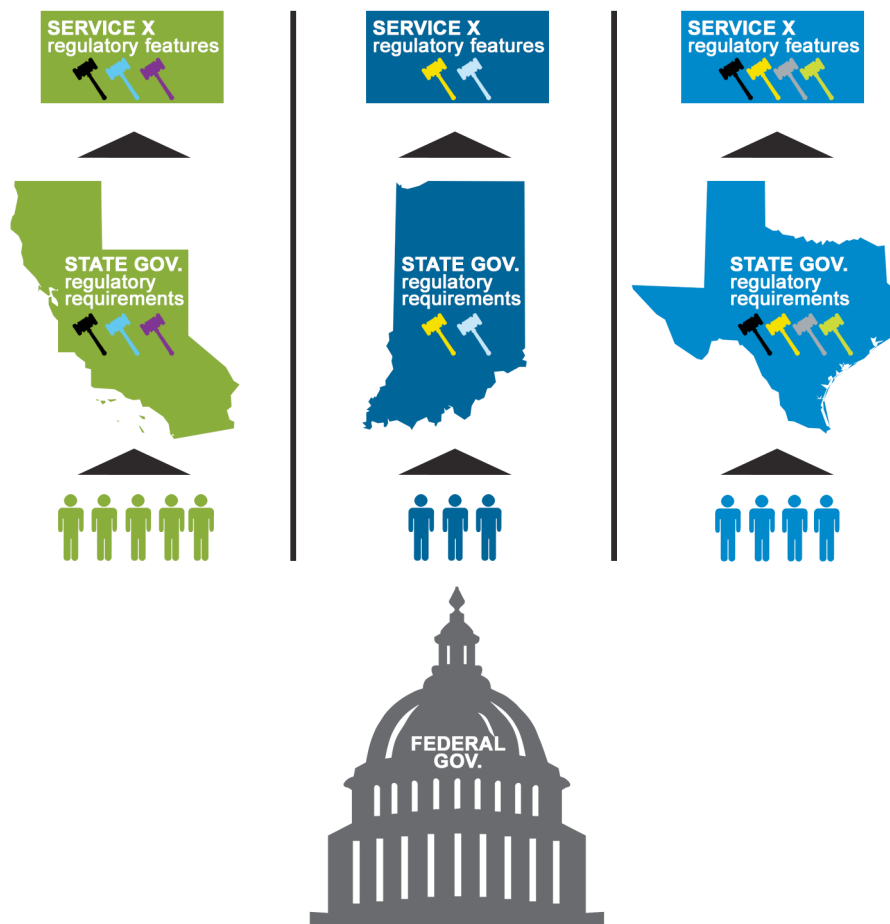 SERVICE X
regulatory features
SERVICE X
regulatory features
SERVICE X
regulatory features
STATE GOV.
regulatory
requirements
STATE GOV.
regulatory
requirements
STATE GOV.
regulatory
requirements
FEDERAL
GOV.